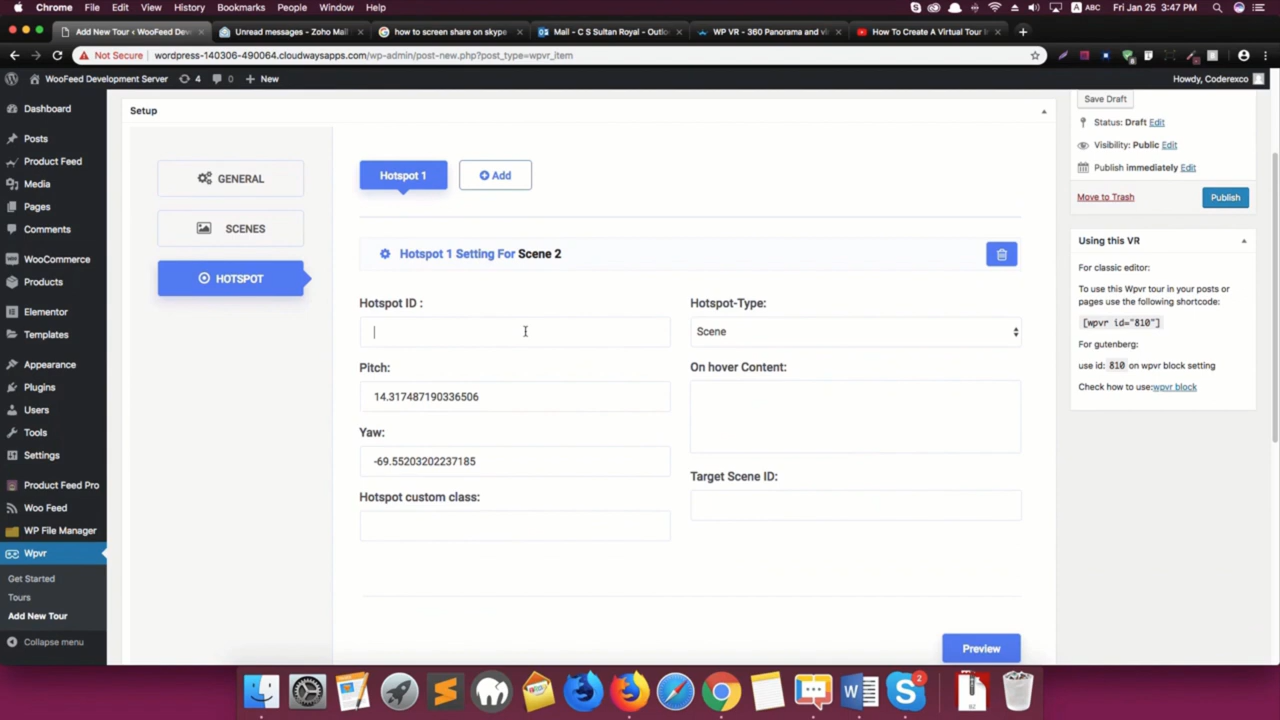 Chrome File Edit View History Bookmarks People Window Help ABC Fri Jan 25 3:47 PM
Add New Tour ‹ WooFeed Dev
Unread messages - Zoho Mail
how to screen share on skype
Mail - C S Sultan Royal - Outlo
WP VR - 360 Panorama and vi
How To Create A Virtual Tour I
Not Secure wordpress-140306-490064.cloudwaysapps.com/wp-admin/post-new.php?post_type=wpvr_item
WooFeed Development Server 4 0 New Howdy, Coderexco
Dashboard
Posts
Product Feed
Media
Pages
Comments
WooCommerce
Products
Elementor
Templates
Appearance
Plugins
Users
Tools
Settings
Product Feed Pro
Woo Feed
WP File Manager
Wpvr
Get Started
Tours
Add New Tour
Collapse menu
Setup
GENERAL
SCENES
HOTSPOT
Hotspot 1 Add
Hotspot 1 Setting For Scene 2
Hotspot ID :
Pitch:
14.317487190336506
Yaw:
-69.55203202237185
Hotspot custom class:
Hotspot-Type:
Scene
On hover Content:
Target Scene ID:
Preview
Save Draft
Status: Draft Edit
Visibility: Public Edit
Publish immediately Edit
Move to Trash Publish
Using this VR
For classic editor:
To use this Wpvr tour in your posts or
pages use the following shortcode:
[wpvr id="810"]
For gutenberg:
use id: 810 on wpvr block setting
Check how to use:wpvr block
2